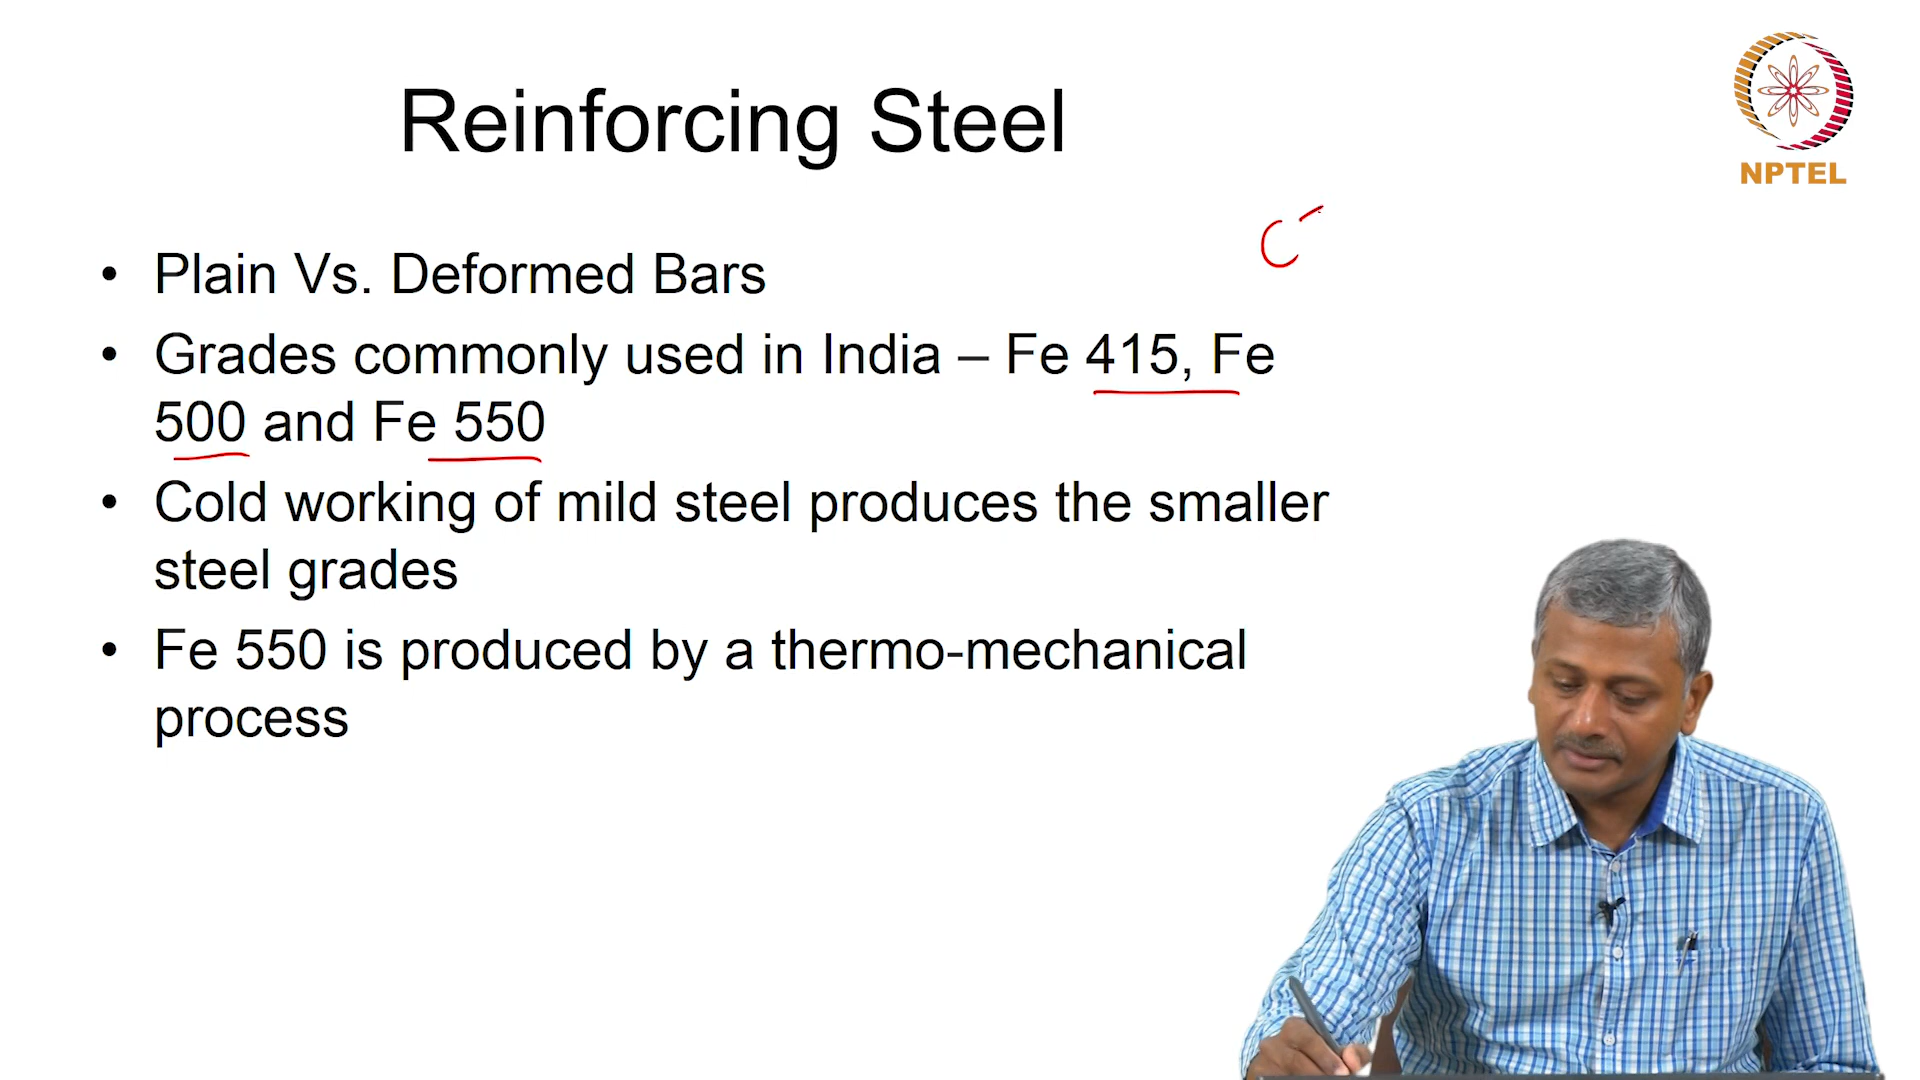 Reinforcing Steel
NPTEL
• Plain Vs. Deformed Bars
• Grades commonly used in India – Fe 415, Fe
500 and Fe 550
• Cold working of mild steel produces the smaller
steel grades
• Fe 550 is produced by a thermo-mechanical
process